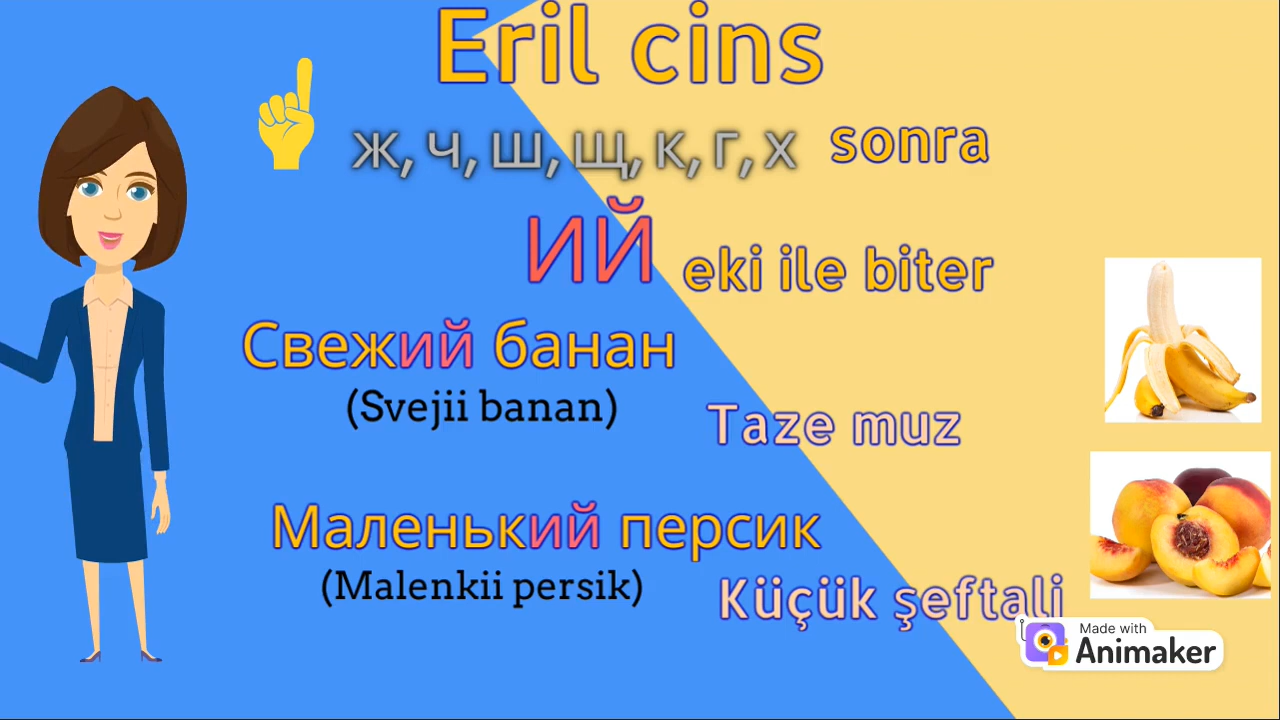 Eril cins
ж, ч, ш, щ, к, г, х sonra
ИЙ eki ile biter
Свежий банан
(Svejii banan)
Taze muz
Маленький персик
(Malenkii persik)
Küçük şeftali
Made with
Animaker